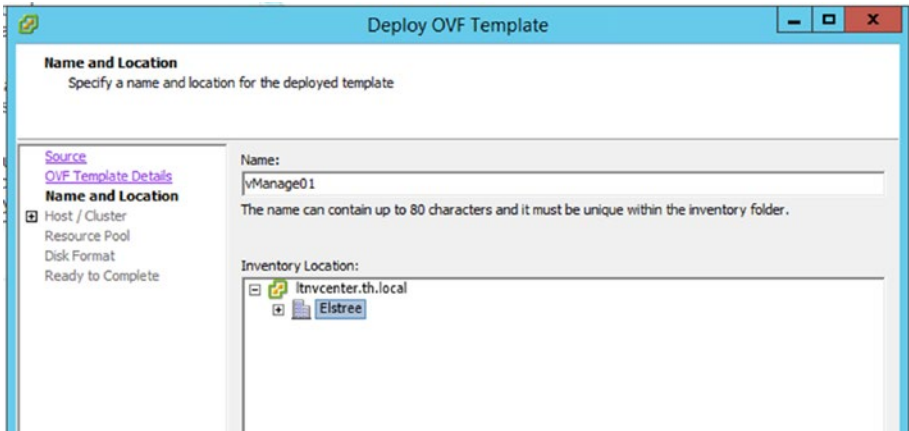 Deploy OVF Template
Name and Location
Specify a name and location for the deployed template
Source
OVF Template Details
Name and Location
Host / Cluster
Resource Pool
Disk Format
Ready to Complete
Name:
vManage01
The name can contain up to 80 characters and it must be unique within the inventory folder.
Inventory Location:
ltnvcenter.th.local
Elstree